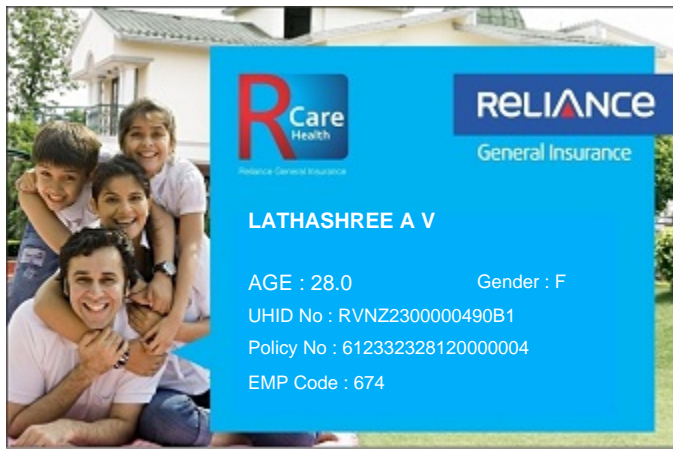 R Care
Health
Reliance General Insurance
RELIANCE
General Insurance
LATHASHREE A V
AGE : 28.0 Gender : F
UHID No : RVNZ2300000490B1
Policy No : 612332328120000004
EMP Code : 674